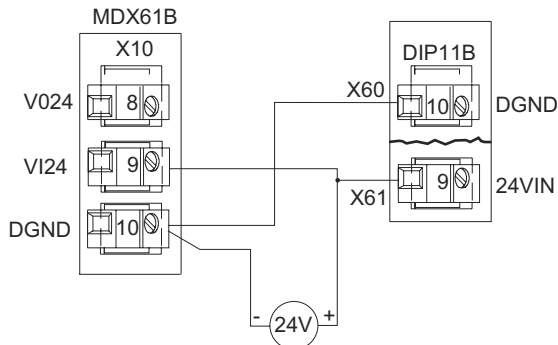 MDX61B
X10
V024
8
VI24
9
DGND
10
DIP11B
X60
10
DGND
X61
9
24VIN
-
24V
+